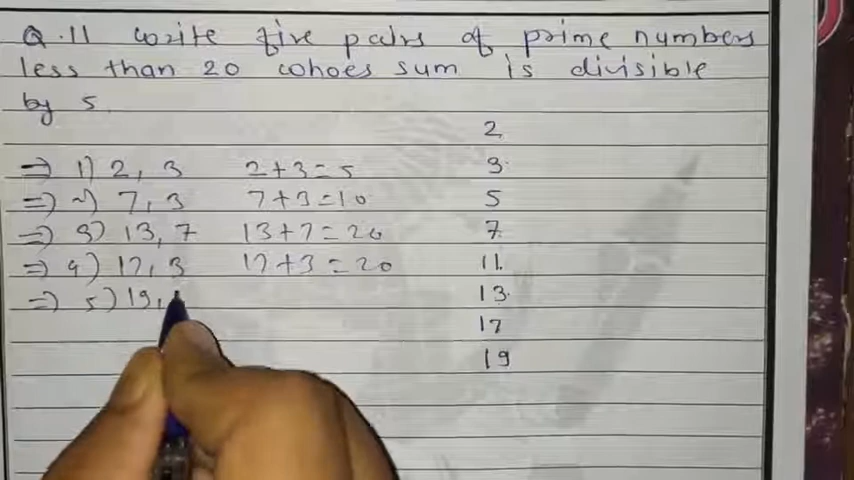 Q.11 write five pairs of prime numbers
less than 20 whoes sum is divisible
by 5
⇒ 1) 2, 3 2+3=5
⇒ 2) 7, 3 7+3=10
⇒ 3) 13, 7 13+7=20
⇒ 4) 17, 3 17+3=20
⇒ 5) 19,
2
3
5
7
11
13
17
19